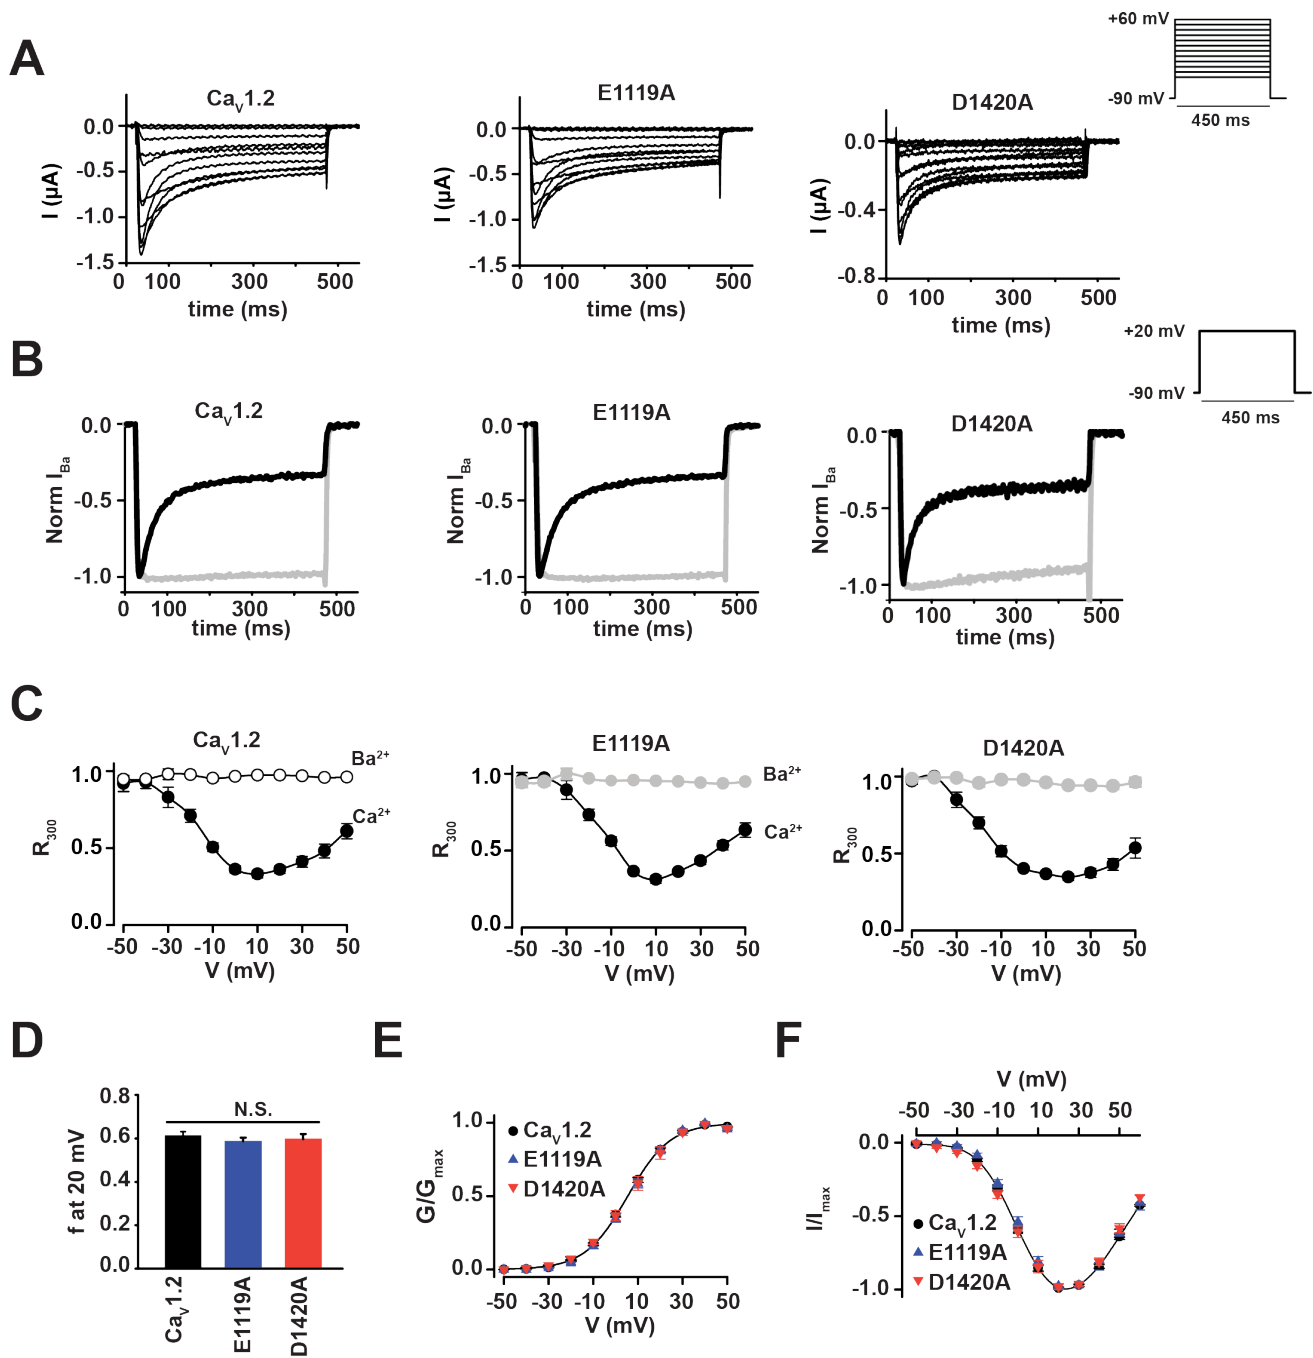 A
CaV1.2
E1119A
D1420A
+60 mV
-90 mV
450 ms
I (µA)
0.0
-0.5
-1.0
-1.5
0 100 300 500
time (ms)
I (µA)
0.0
-0.5
-1.0
-1.5
0 100 300 500
time (ms)
I (µA)
0.0
-0.4
-0.8
0 100 300 500
time (ms)
B
CaV1.2
E1119A
D1420A
+20 mV
-90 mV
450 ms
Norm IBa
0.0
-0.5
-1.0
0 100 300 500
time (ms)
Norm IBa
0.0
-0.5
-1.0
0 100 300 500
time (ms)
Norm IBa
0.0
-0.5
-1.0
0 100 300 500
time (ms)
C
CaV1.2
E1119A
D1420A
R300
1.0
0.5
0.0
Ba2+
Ca2+
-50 -30 -10 10 30 50
V (mV)
R300
1.0
0.5
0.0
Ba2+
Ca2+
-50 -30 -10 10 30 50
V (mV)
R300
1.0
0.5
0.0
-50 -30 -10 10 30 50
V (mV)
D
f at 20 mV
0.8
0.6
0.4
0.2
0.0
N.S.
CaV1.2
E1119A
D1420A
E
G/Gmax
1.0
0.5
0.0
CaV1.2
E1119A
D1420A
-50 -30 -10 10 30 50
V (mV)
F
V (mV)
-50 -30 -10 10 30 50
I/Imax
0.0
-0.5
-1.0
CaV1.2
E1119A
D1420A